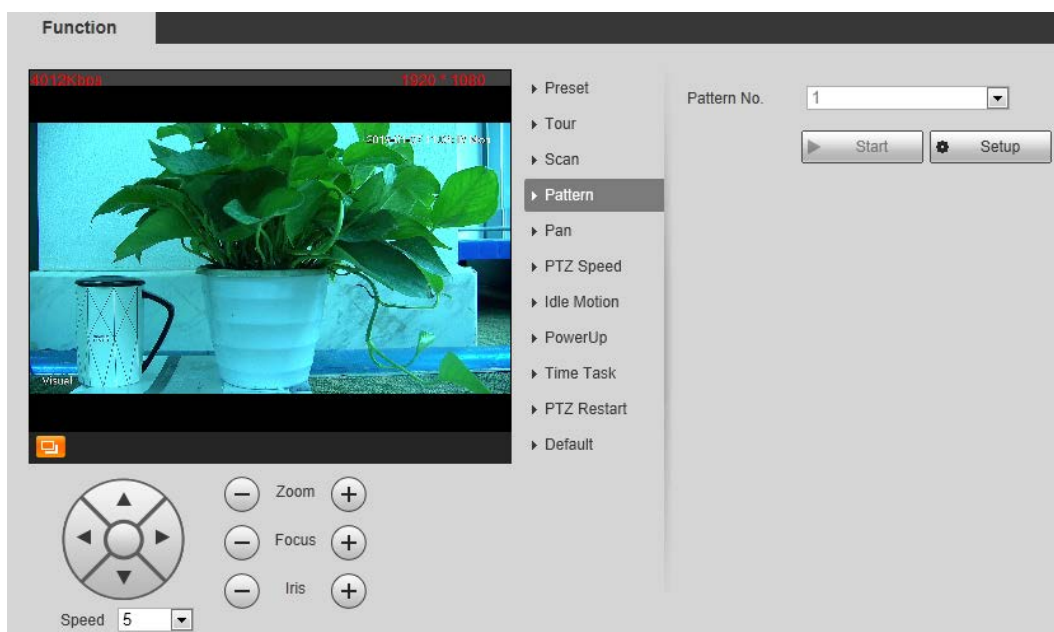 Function
4012Kbps
1920 * 1080
Visual
Preset
Tour
Scan
Pattern
Pan
PTZ Speed
Idle Motion
PowerUp
Time Task
PTZ Restart
Default
Pattern No. 1
Start Setup
Zoom
Focus
Iris
Speed 5